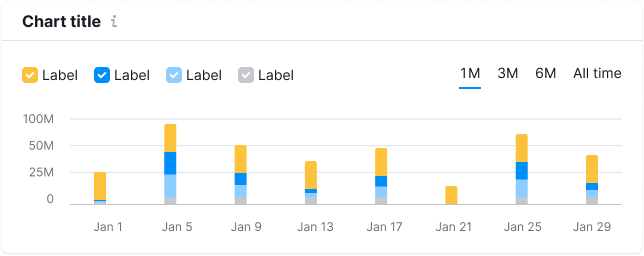 Chart title
Label Label Label Label 1M 3M 6M All time
100M
50M
25M
0
Jan 1 Jan 5 Jan 9 Jan 13 Jan 17 Jan 21 Jan 25 Jan 29